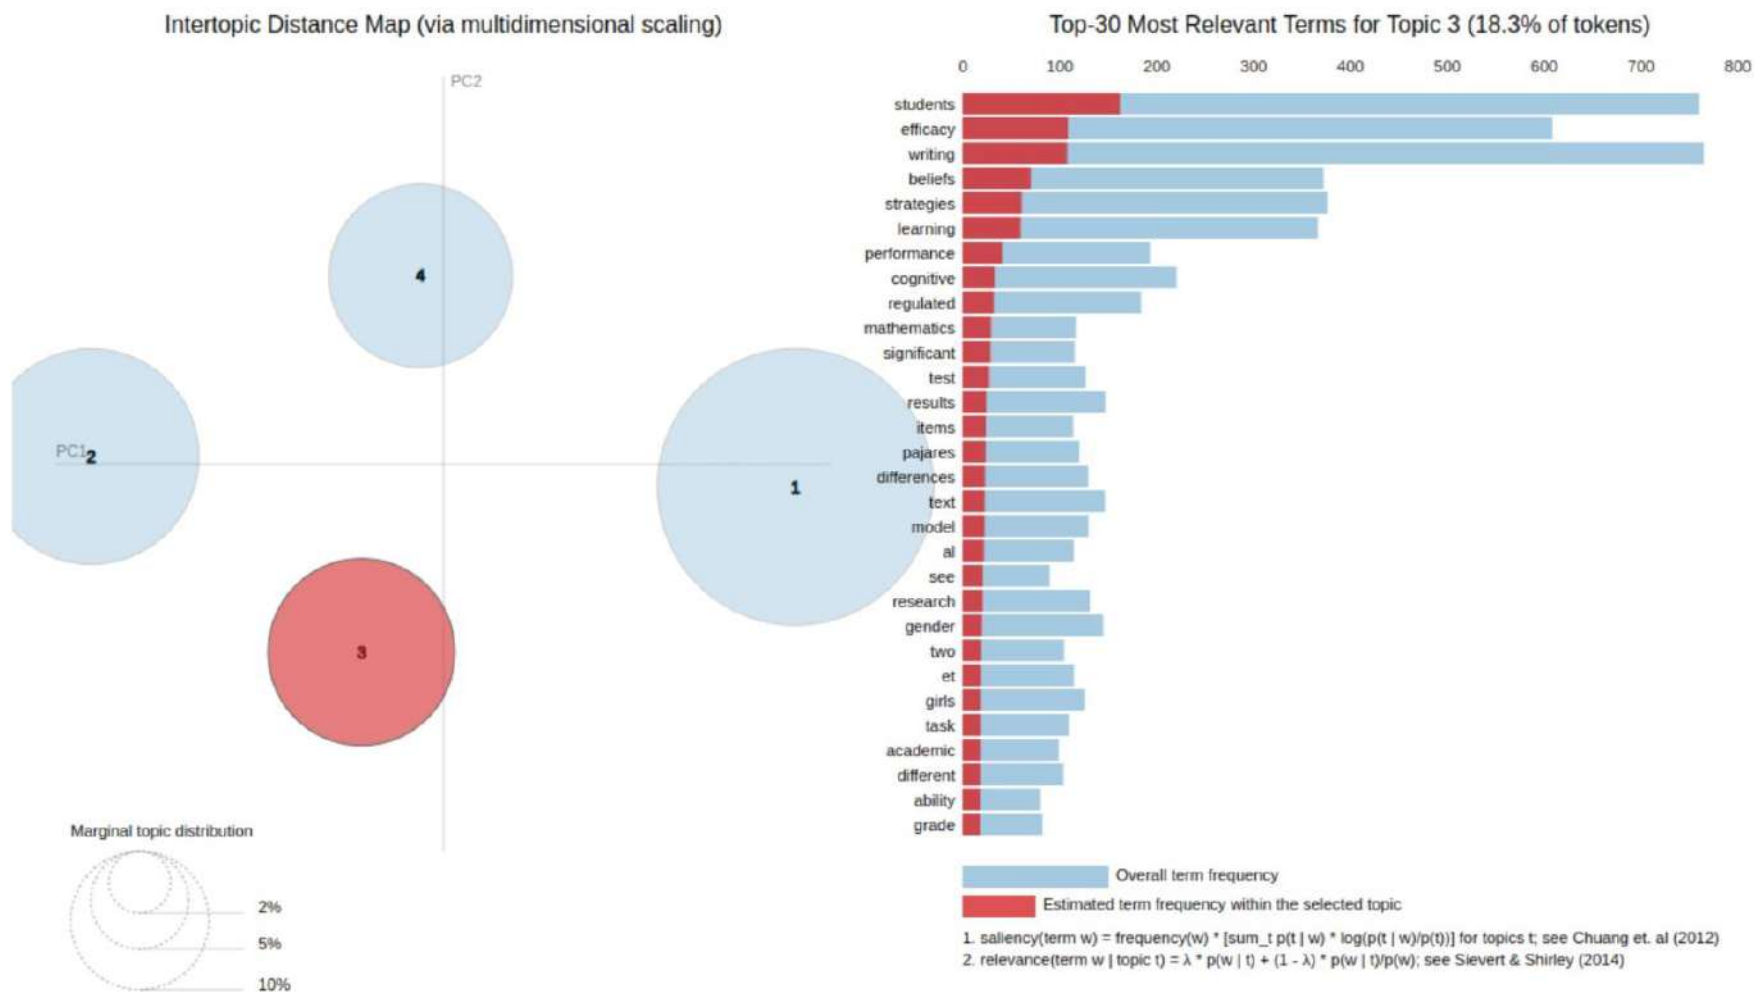 Intertopic Distance Map (via multidimensional scaling)
PC2
4
PC1
2
1
3
Marginal topic distribution
2%
5%
10%
Top-30 Most Relevant Terms for Topic 3 (18.3% of tokens)
0 100 200 300 400 500 600 700 800
students
efficacy
writing
beliefs
strategies
learning
performance
cognitive
regulated
mathematics
significant
test
results
items
pajares
differences
text
model
al
see
research
gender
two
et
girls
task
academic
different
ability
grade
Overall term frequency
Estimated term frequency within the selected topic
1. saliency(term w) = frequency(w) * [sum_t p(t | w) * log(p(t | w)/p(t))] for topics t; see Chuang et. al (2012)
2. relevance(term w | topic t) = λ * p(w | t) + (1 - λ) * p(w | t)/p(w); see Sievert & Shirley (2014)